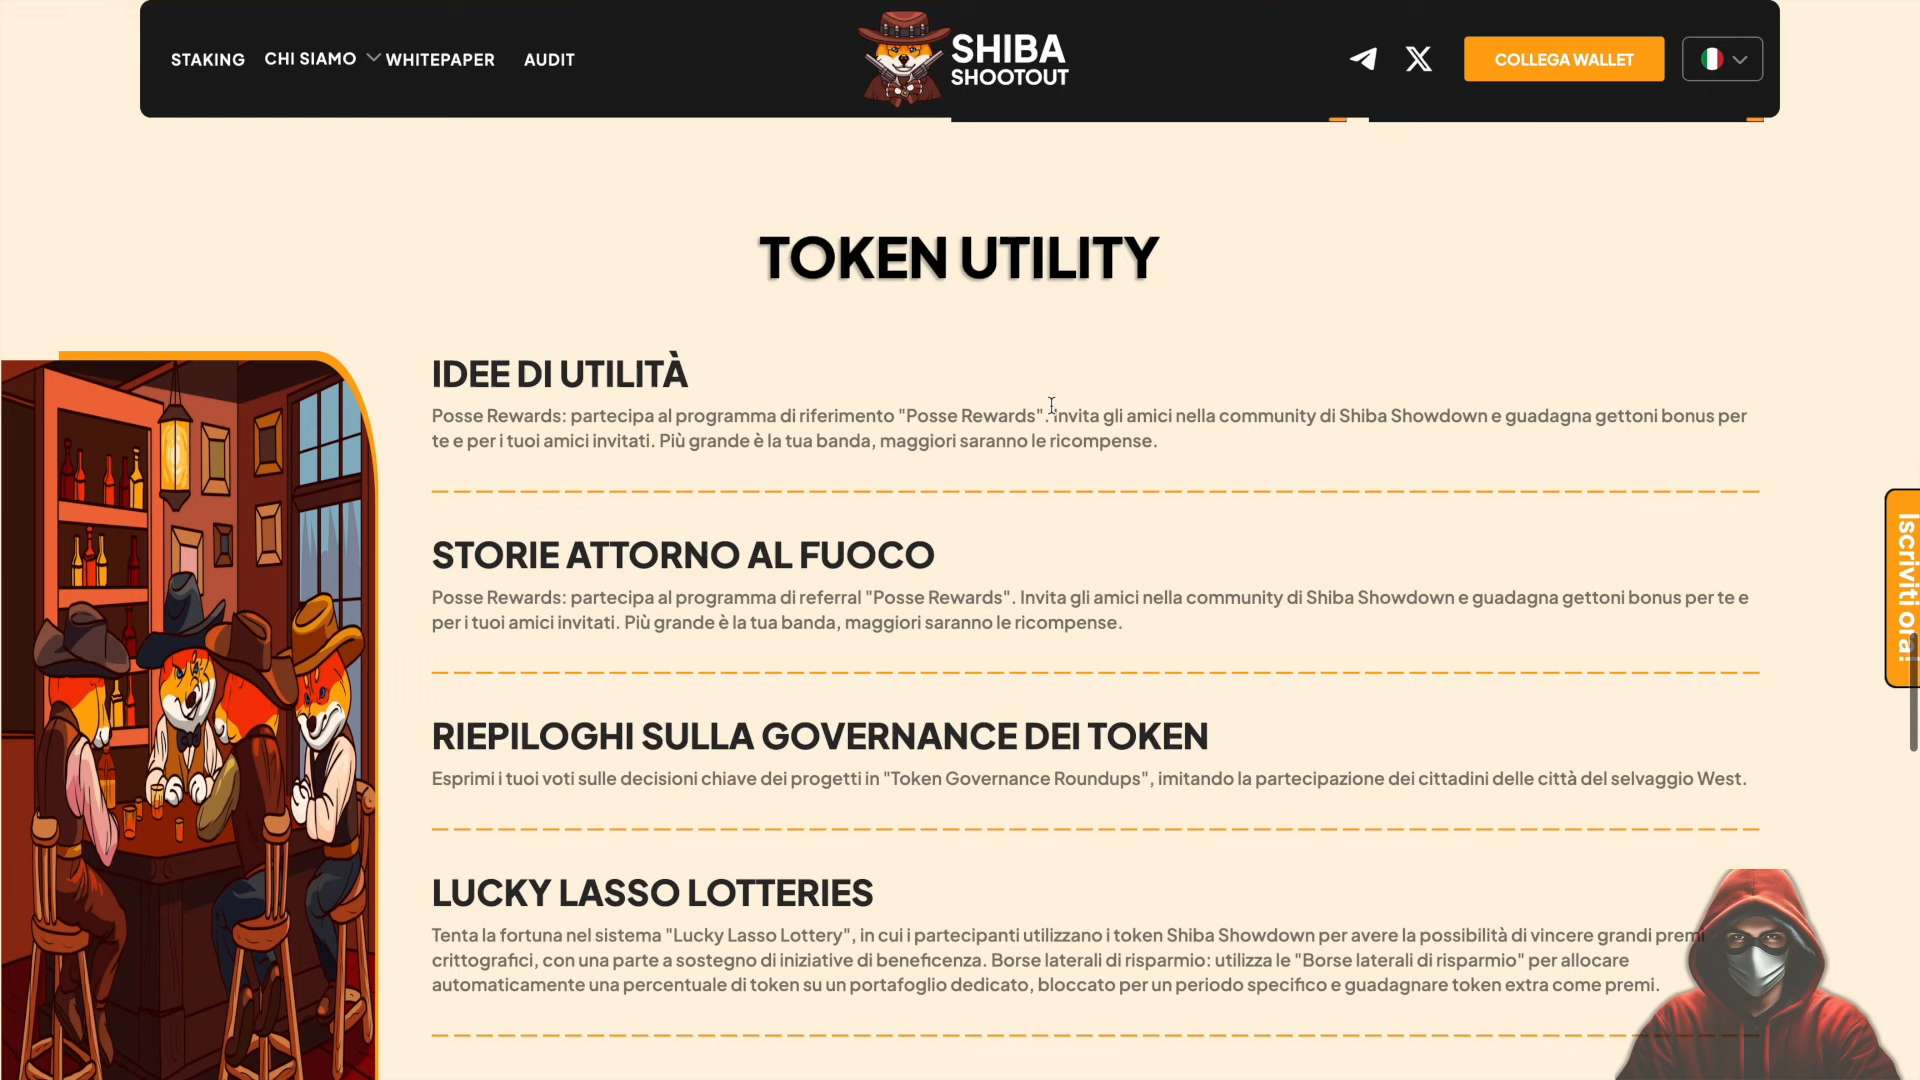 STAKING
CHI SIAMO
WHITEPAPER
AUDIT
SHIBA
SHOOTOUT
COLLEGA WALLET
TOKEN UTILITY
IDEE DI UTILITÀ
Posse Rewards: partecipa al programma di riferimento "Posse Rewards". Invita gli amici nella community di Shiba Showdown e guadagna gettoni bonus per
te e per i tuoi amici invitati. Più grande è la tua banda, maggiori saranno le ricompense.
Iscriviti ora!
STORIE ATTORNO AL FUOCO
Posse Rewards: partecipa al programma di referral "Posse Rewards". Invita gli amici nella community di Shiba Showdown e guadagna gettoni bonus per te e
per i tuoi amici invitati. Più grande è la tua banda, maggiori saranno le ricompense.
RIEPILOGHI SULLA GOVERNANCE DEI TOKEN
Esprimi i tuoi voti sulle decisioni chiave dei progetti in "Token Governance Roundups", imitando la partecipazione dei cittadini delle città del selvaggio West.
LUCKY LASSO LOTTERIES
Tenta la fortuna nel sistema "Lucky Lasso Lottery", in cui i partecipanti utilizzano i token Shiba Showdown per avere la possibilità di vincere grandi premi
crittografici, con una parte a sostegno di iniziative di beneficenza. Borse laterali di risparmio: utilizza le "Borse laterali di risparmio" per allocare
automaticamente una percentuale di token su un portafoglio dedicato, bloccato per un periodo specifico e guadagnare token extra come premi.